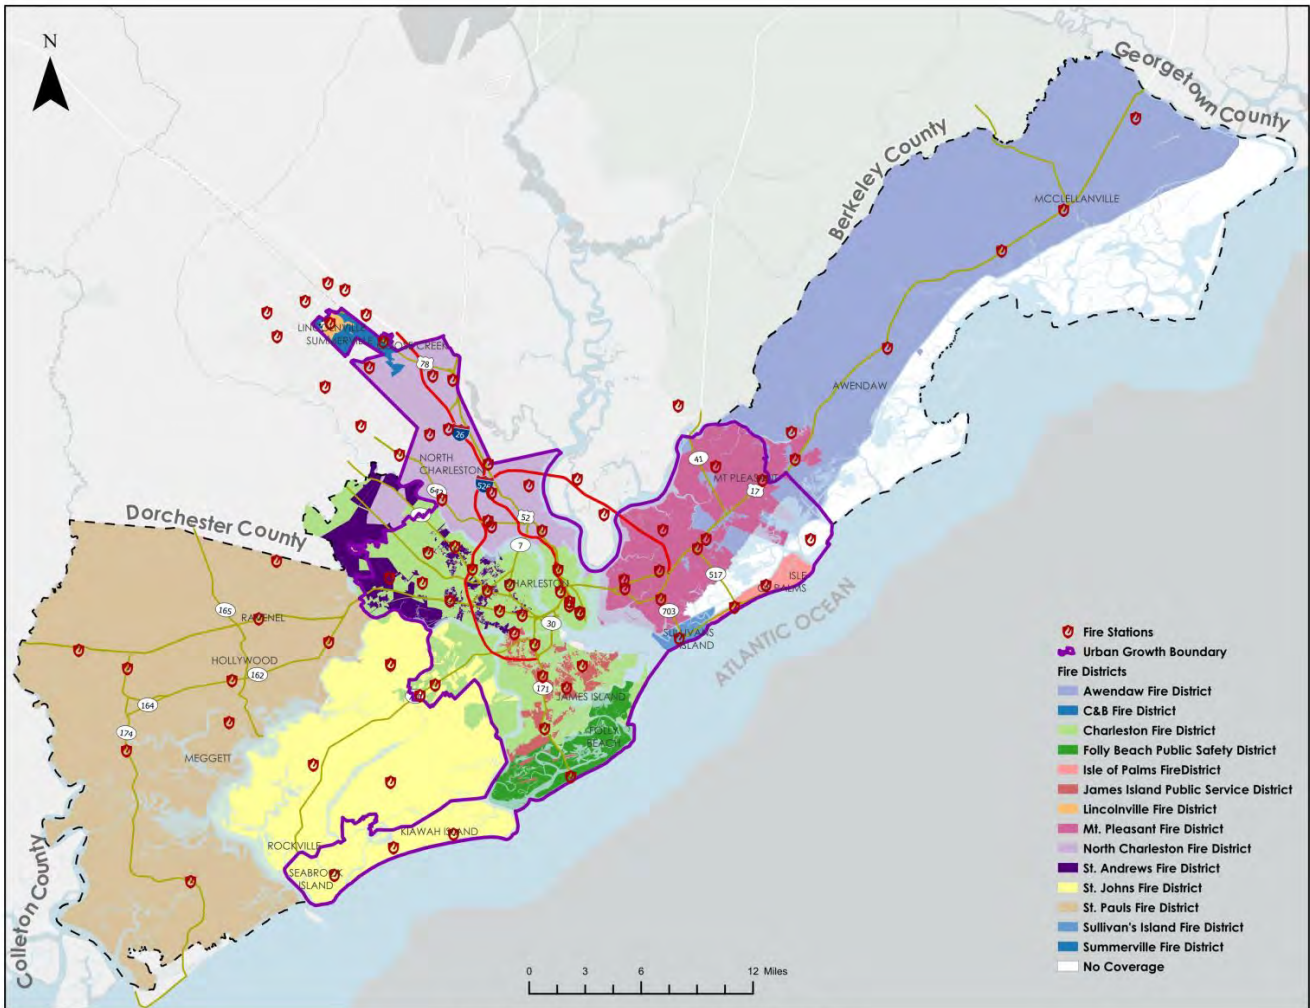 N
Georgetown County
Berkeley County
MCCLELLANVILLE
AWENDAW
LINCOLNVILLE
SUMMERVILLE
78
26
NORTH
CHARLESTON
41
MT PLEASANT
17
642
526
52
7
Dorchester County
CHARLESTON
517
ISLE
OF PALMS
703
SULLIVANS
ISLAND
ATLANTIC OCEAN
165
RAVENEL
30
HOLLYWOOD
162
171
JAMES ISLAND
164
174
FOLLY
BEACH
MEGGETT
KIAWAH ISLAND
ROCKVILLE
SEABROOK
ISLAND
Colleton County
Fire Stations
Urban Growth Boundary
Fire Districts
Awendaw Fire District
C&B Fire District
Charleston Fire District
Folly Beach Public Safety District
Isle of Palms FireDistrict
James Island Public Service District
Lincolnville Fire District
Mt. Pleasant Fire District
North Charleston Fire District
St. Andrews Fire District
St. Johns Fire District
St. Pauls Fire District
Sullivan's Island Fire District
Summerville Fire District
No Coverage
0 3 6 12 Miles